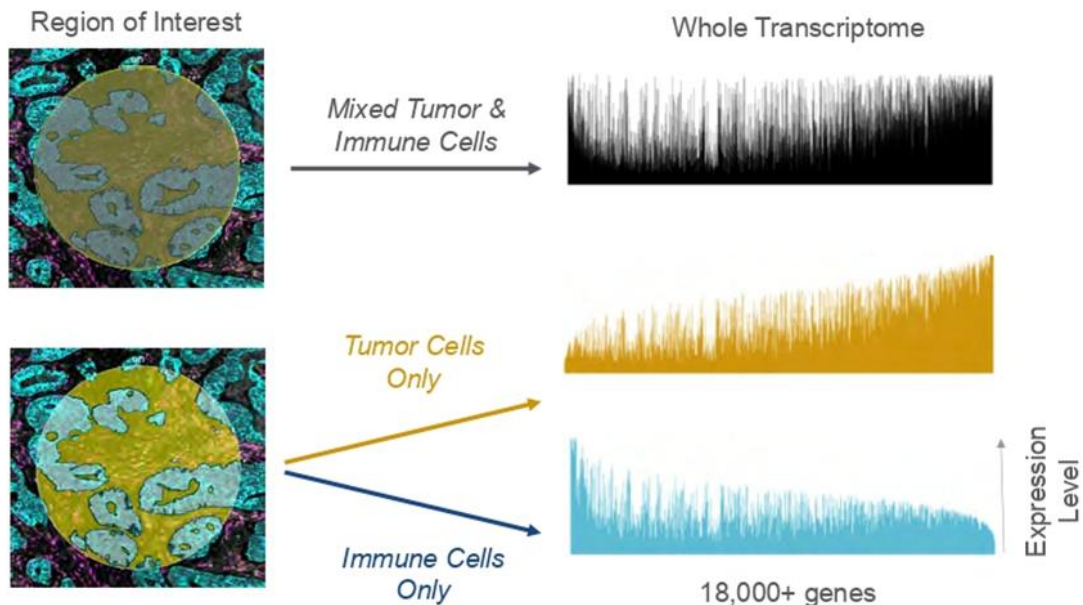 Region of Interest
Whole Transcriptome
Mixed Tumor &
Immune Cells
Tumor Cells
Only
Immune Cells
Only
Expression
Level
18,000+ genes